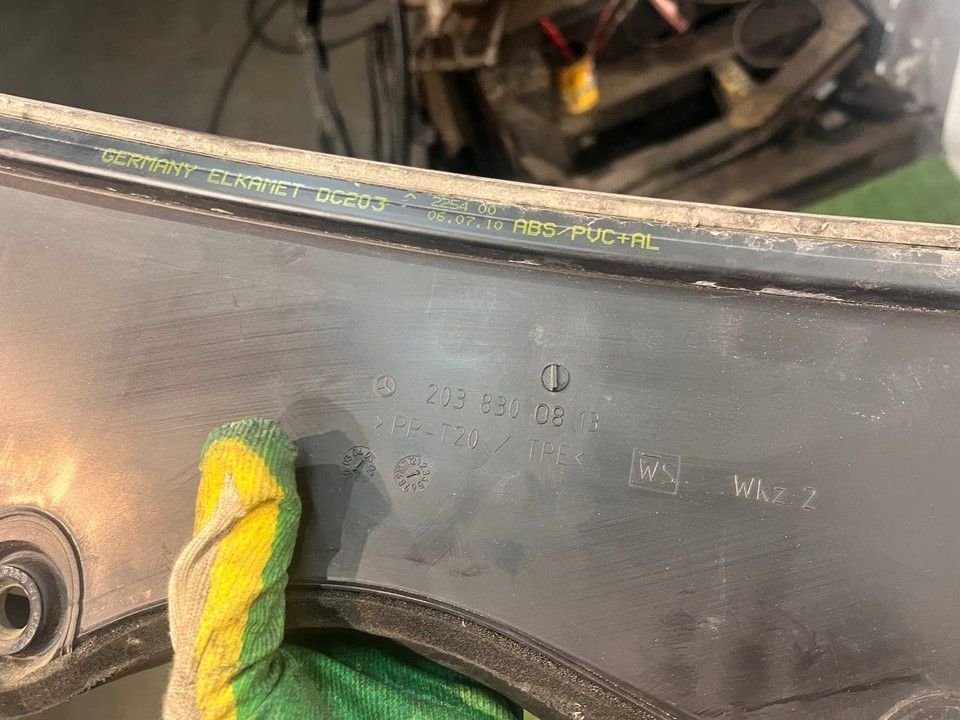 GERMANY ELKAMET DC203 ^ 2254 00
06.07.10 ABS/PVC+AL
203 830 08 13
>PP-T20 / TPE<
WS Wkz 2